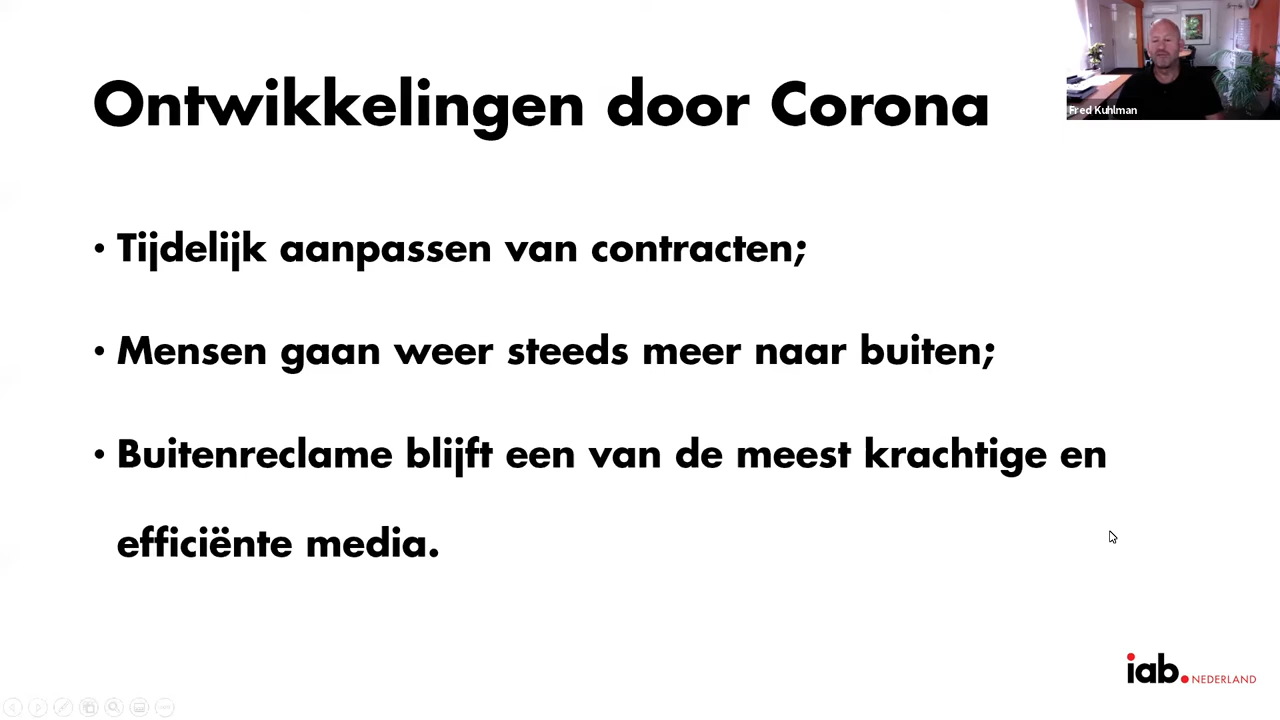 Ontwikkelingen door Corona
Fred Kuhlman
• Tijdelijk aanpassen van contracten;
• Mensen gaan weer steeds meer naar buiten;
• Buitenreclame blijft een van de meest krachtige en
efficiënte media.
iab. NEDERLAND